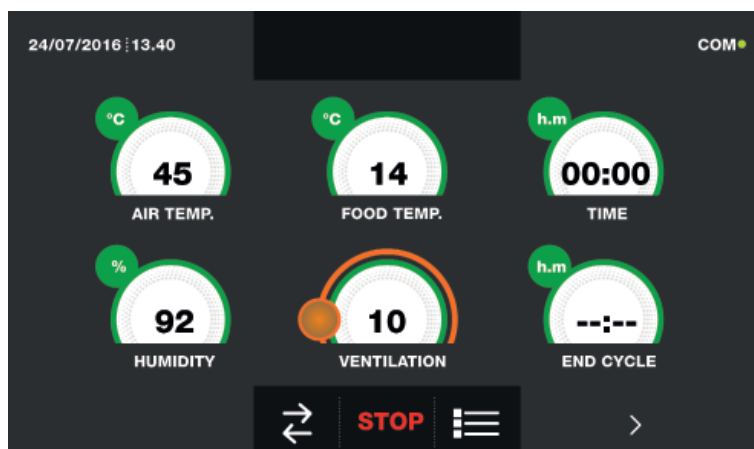 24/07/2016 13.40 COM
°C °C h.m
45 14 00:00
AIR TEMP. FOOD TEMP. TIME
% h.m
92 10 --:--
HUMIDITY VENTILATION END CYCLE
STOP